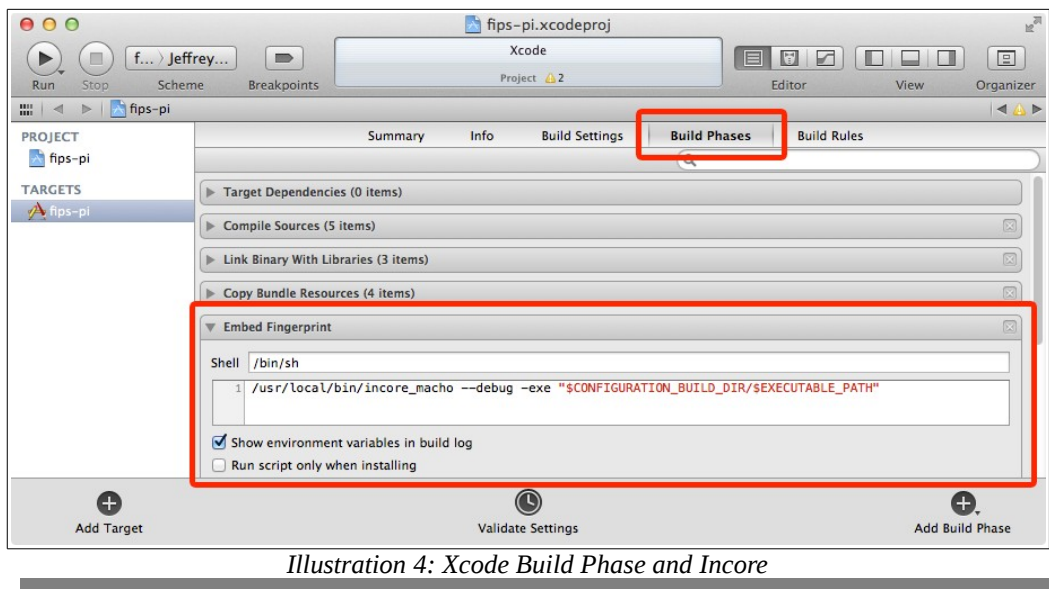 fips-pi.xcodeproj
f... › Jeffrey...
Xcode
Project 2
Run Stop Scheme Breakpoints Editor View Organizer
fips-pi
PROJECT
fips-pi
TARGETS
fips-pi
Summary Info Build Settings Build Phases Build Rules
Target Dependencies (0 items)
Compile Sources (5 items)
Link Binary With Libraries (3 items)
Copy Bundle Resources (4 items)
Embed Fingerprint
Shell /bin/sh
1 /usr/local/bin/incore_macho --debug -exe "$CONFIGURATION_BUILD_DIR/$EXECUTABLE_PATH"
Show environment variables in build log
Run script only when installing
Add Target Validate Settings Add Build Phase
Illustration 4: Xcode Build Phase and Incore